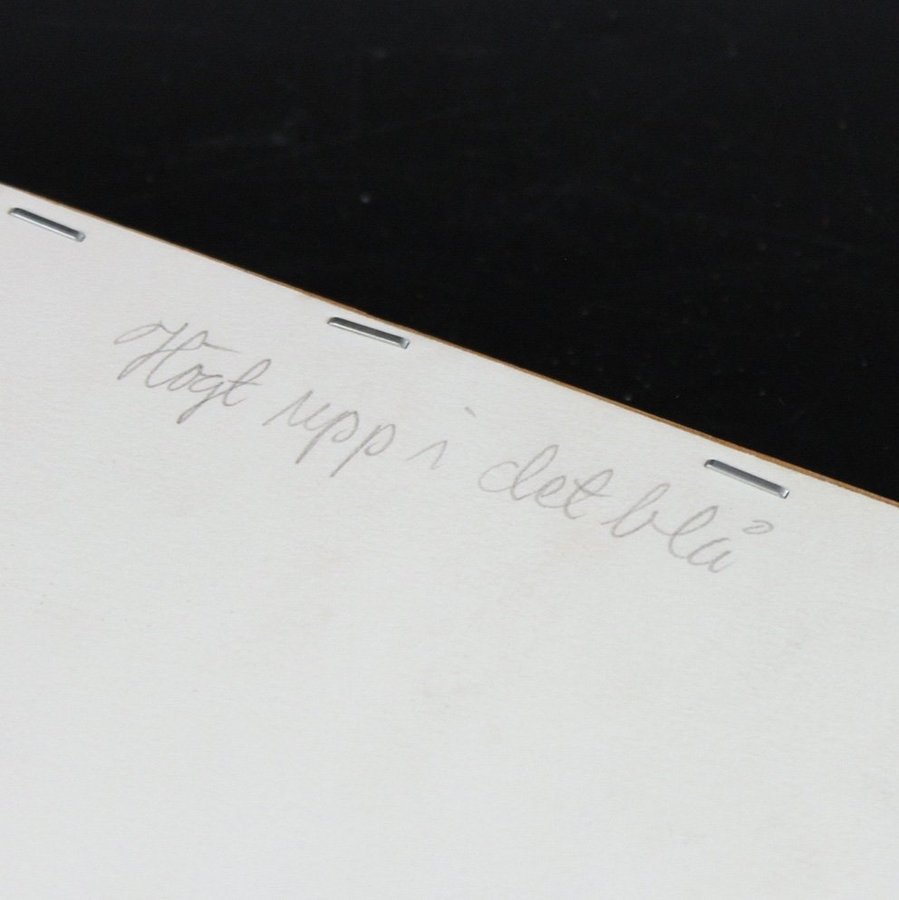 Högt upp i det blå